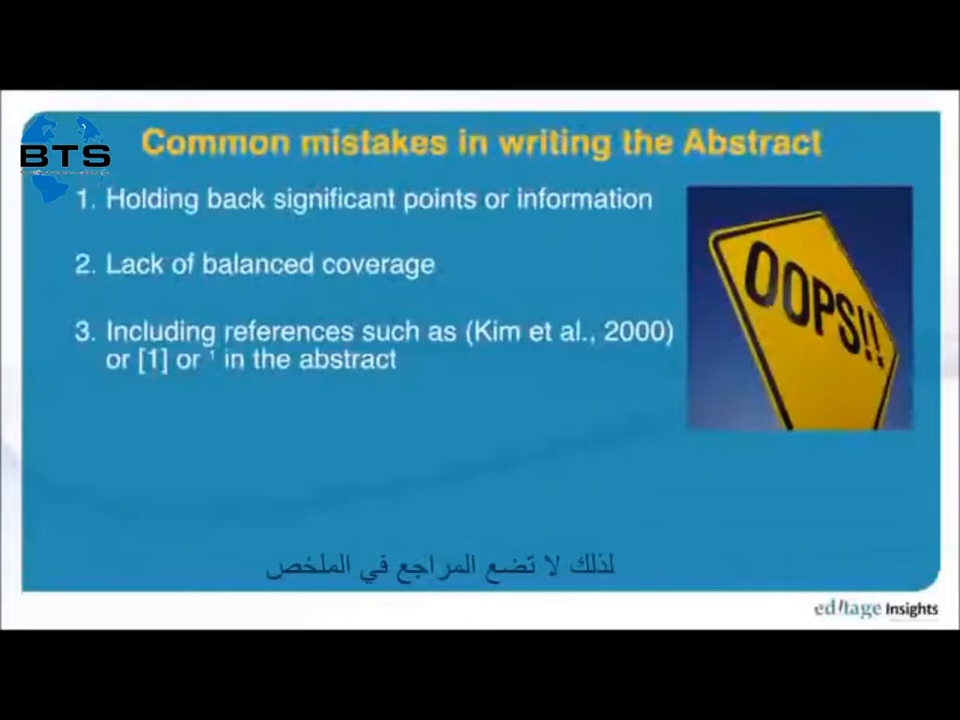 Common mistakes in writing the Abstract
BTS
1. Holding back significant points or information
2. Lack of balanced coverage
3. Including references such as (Kim et al., 2000)
or [1] or ¹ in the abstract
OOPS!!
لذلك لا تضع المراجع في الملخص
editage Insights